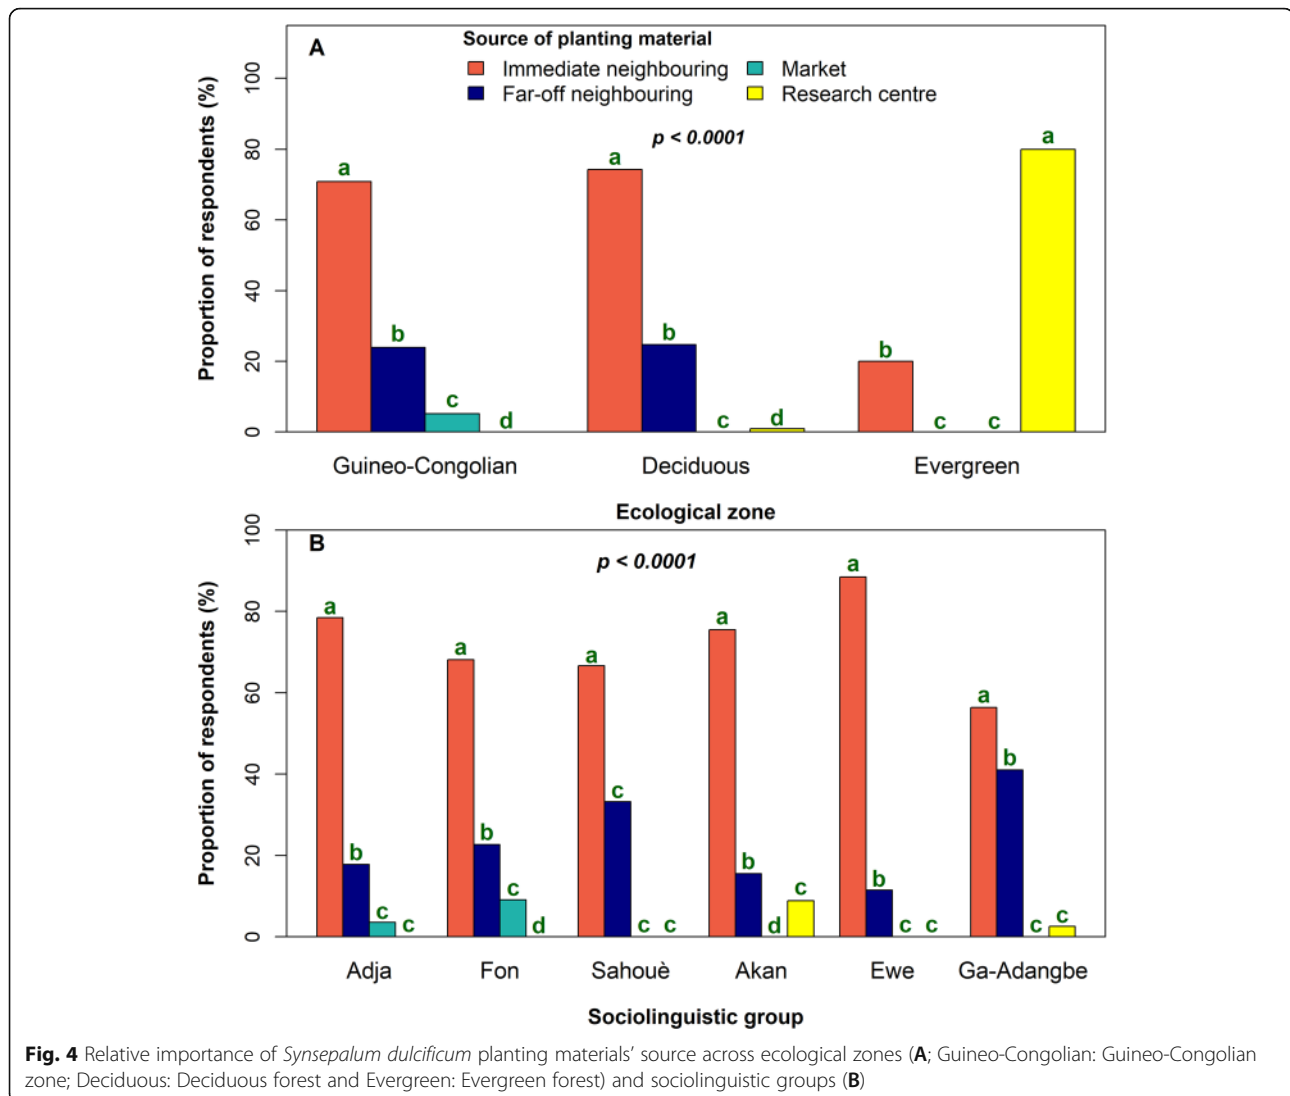 A
Source of planting material
Immediate neighbouring
Market
Far-off neighbouring
Research centre
p < 0.0001
Proportion of respondents (%)
100
80
60
40
20
0
a
b
c
d
a
b
c
d
b
c
c
a
Guineo-Congolian
Deciduous
Evergreen
Ecological zone
B
p < 0.0001
Proportion of respondents (%)
100
80
60
40
20
0
a
b
c
c
a
b
c
d
a
c
c
c
a
b
d
c
a
b
c
c
a
b
c
c
Adja
Fon
Sahouè
Akan
Ewe
Ga-Adangbe
Sociolinguistic group
Fig. 4 Relative importance of Synsepalum dulcificum planting materials’ source across ecological zones (A; Guineo-Congolian: Guineo-Congolian
zone; Deciduous: Deciduous forest and Evergreen: Evergreen forest) and sociolinguistic groups (B)